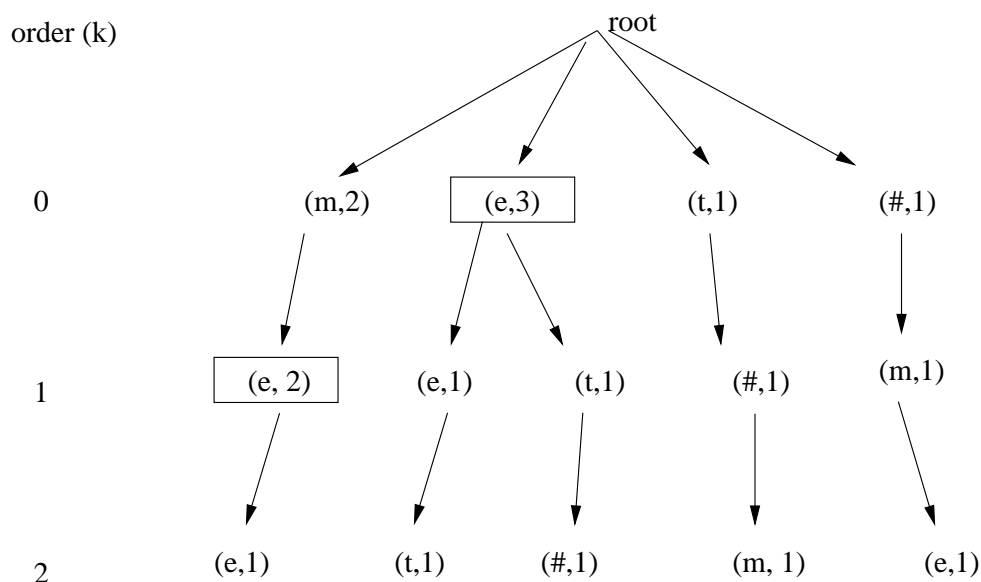 order (k) root
0 (m,2) (e,3) (t,1) (#,1)
1 (e, 2) (e,1) (t,1) (#,1) (m,1)
2 (e,1) (t,1) (#,1) (m, 1) (e,1)